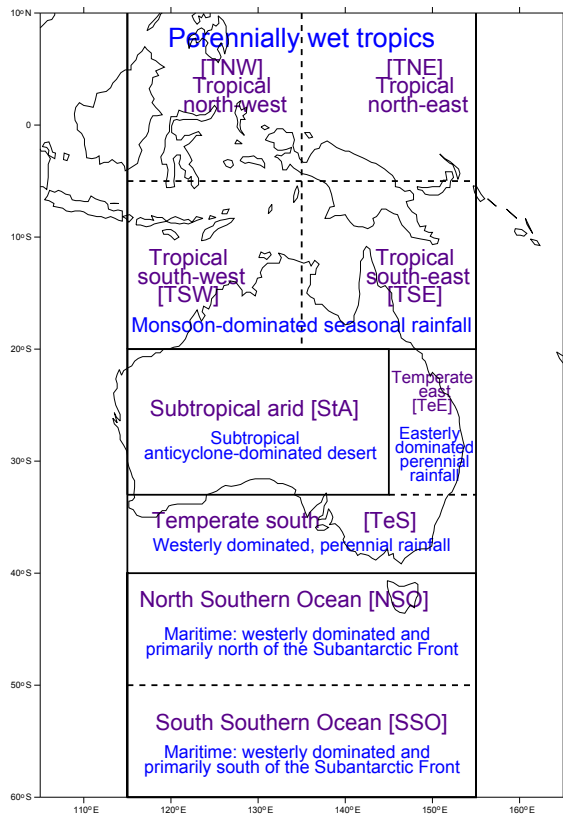 10°N
Perennially wet tropics
[TNW]
Tropical
north-west
[TNE]
Tropical
north-east
0
5°S
Tropical
south-west
[TSW]
Tropical
south-east
[TSE]
10°S
Monsoon-dominated seasonal rainfall
20°S
Subtropical arid [StA]
Subtropical
anticyclone-dominated desert
Temperate
east
[TeE]
Easterly
dominated
perennial
rainfall
30°S
Temperate south [TeS]
Westerly dominated, perennial rainfall
40°S
North Southern Ocean [NSO]
Maritime: westerly dominated and
primarily north of the Subantarctic Front
50°S
South Southern Ocean [SSO]
Maritime: westerly dominated and
primarily south of the Subantarctic Front
60°S
110°E
120°E
130°E
140°E
150°E
160°E